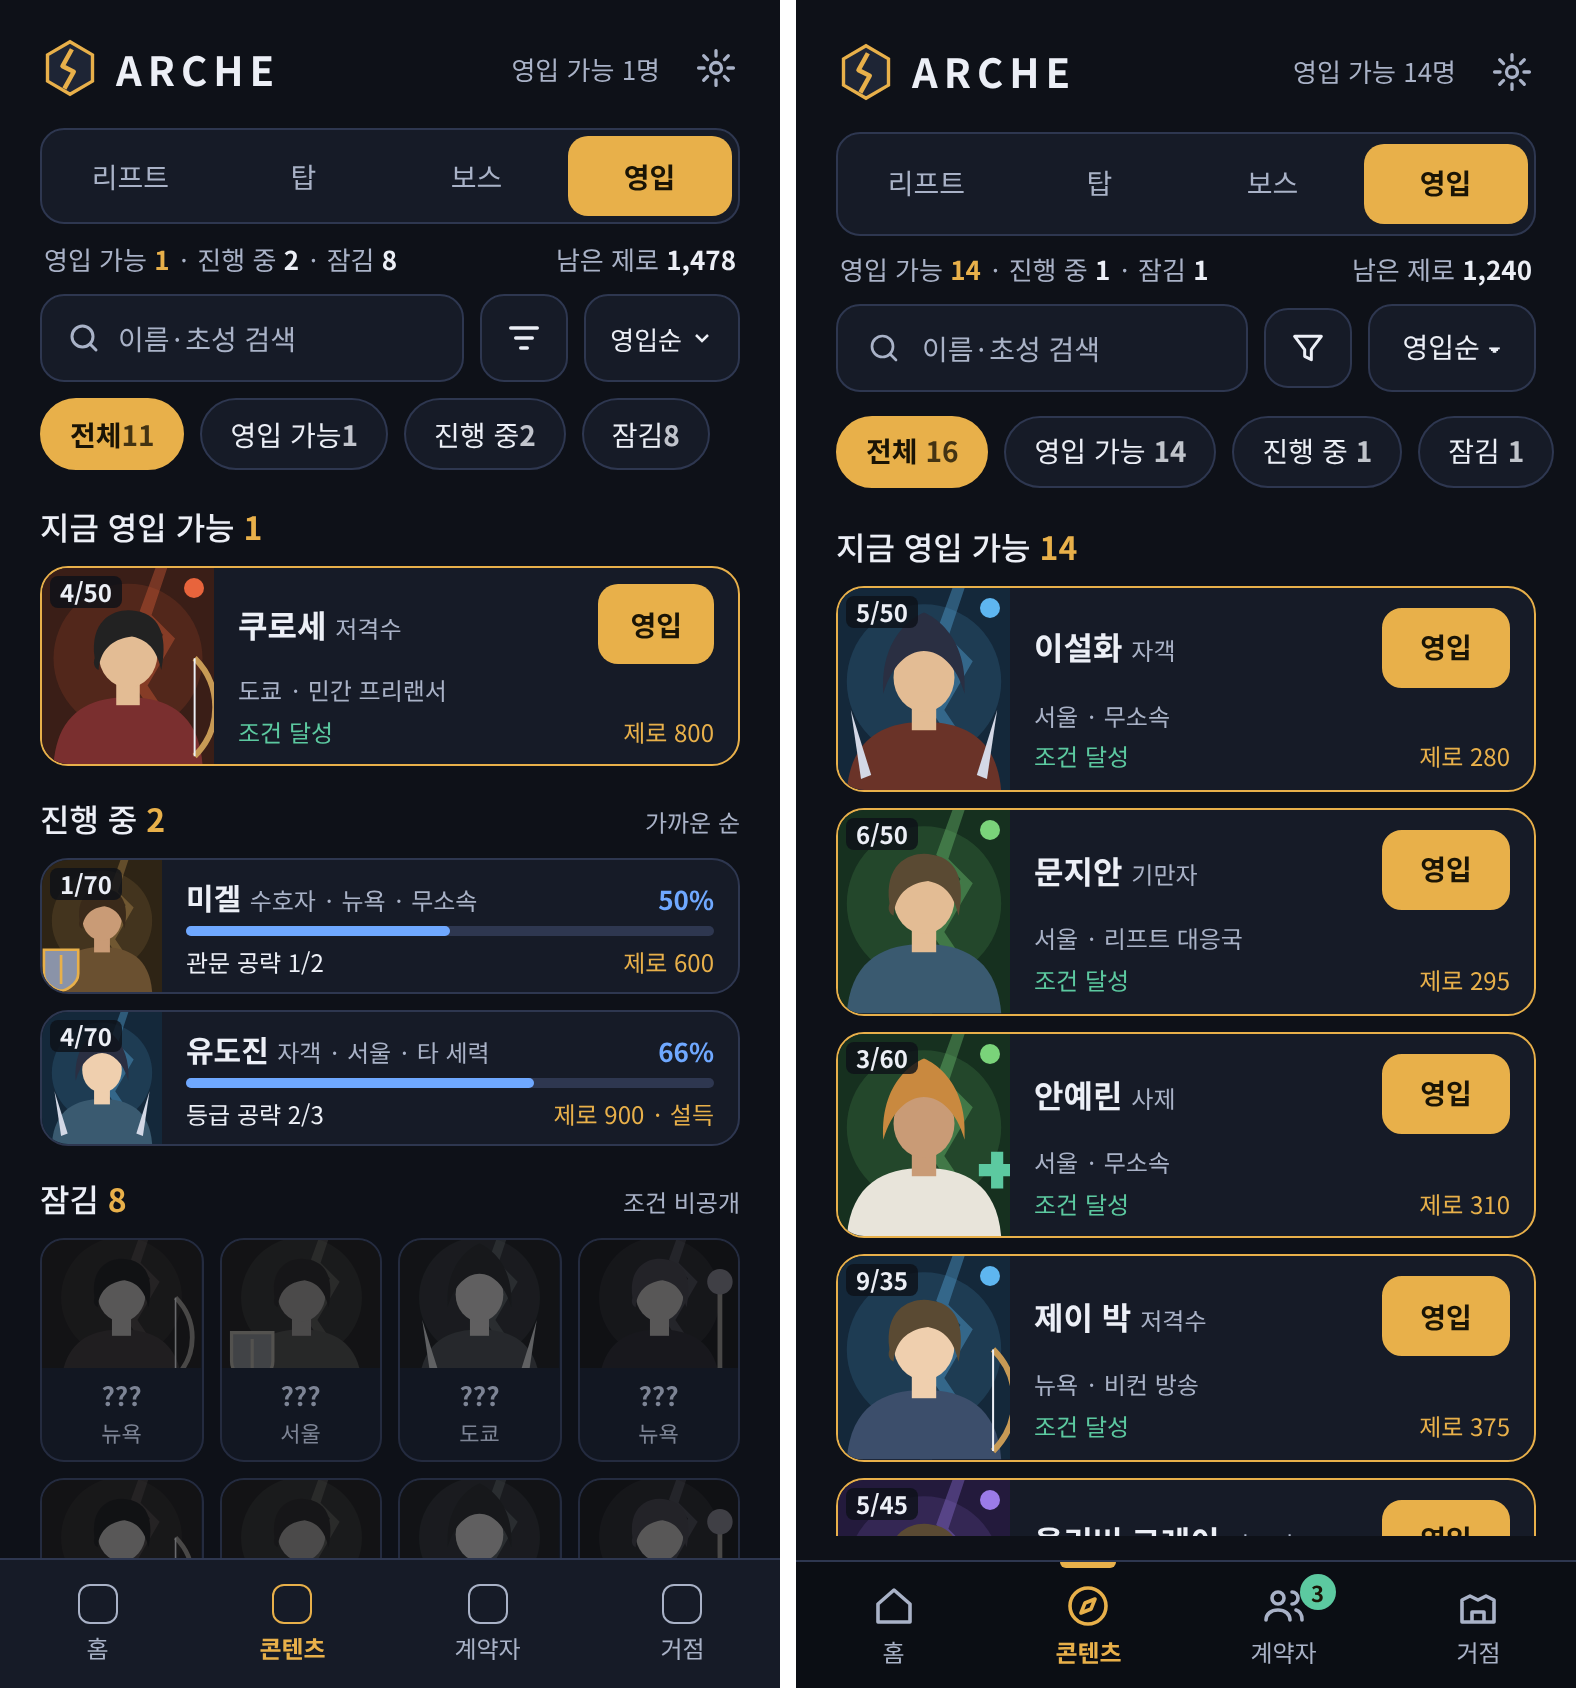 ARCHE
영입 가능 1명
리프트 탑 보스 영입
영입 가능 1 · 진행 중 2 · 잠김 8
남은 제로 1,478
이름·초성 검색
영입순
전체11 영입 가능1 진행 중2 잠김8
지금 영입 가능 1
4/50
쿠로세 저격수
영입
도쿄 · 민간 프리랜서
조건 달성
제로 800
진행 중 2
가까운 순
1/70
미겔 수호자 · 뉴욕 · 무소속
50%
관문 공략 1/2
제로 600
4/70
유도진 자객 · 서울 · 타 세력
66%
등급 공략 2/3
제로 900 · 설득
잠김 8
조건 비공개
??? ??? ??? ???
뉴욕 서울 도쿄 뉴욕
홈 콘텐츠 계약자 거점
ARCHE
영입 가능 14명
리프트 탑 보스 영입
영입 가능 14 · 진행 중 1 · 잠김 1
남은 제로 1,240
이름·초성 검색
영입순
전체 16 영입 가능 14 진행 중 1 잠김 1
지금 영입 가능 14
5/50
이설화 자객
영입
서울 · 무소속
조건 달성
제로 280
6/50
문지안 기만자
영입
서울 · 리프트 대응국
조건 달성
제로 295
3/60
안예린 사제
영입
서울 · 무소속
조건 달성
제로 310
9/35
제이 박 저격수
영입
뉴욕 · 비컨 방송
조건 달성
제로 375
5/45
영입
3
홈 콘텐츠 계약자 거점